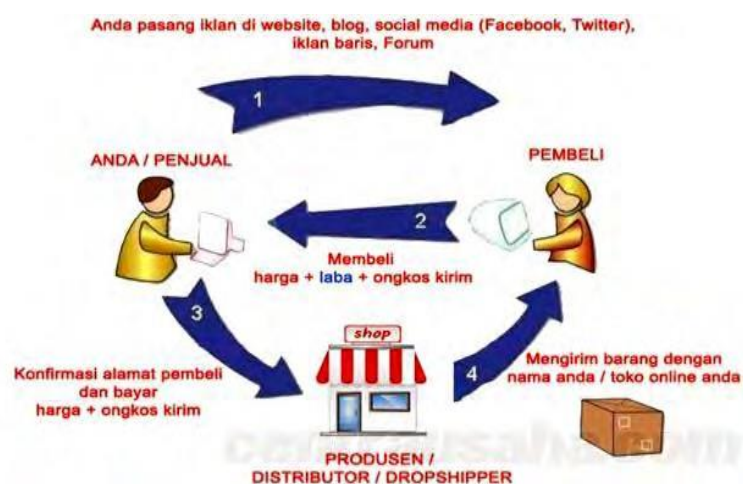 Anda pasang iklan di website, blog, social media (Facebook, Twitter),
iklan baris, Forum
1
ANDA / PENJUAL
PEMBELI
2
Membeli
harga + laba + ongkos kirim
3
shop
Konfirmasi alamat pembeli
dan bayar
harga + ongkos kirim
4
Mengirim barang dengan
nama anda / toko online anda
PRODUSEN /
DISTRIBUTOR / DROPSHIPPER